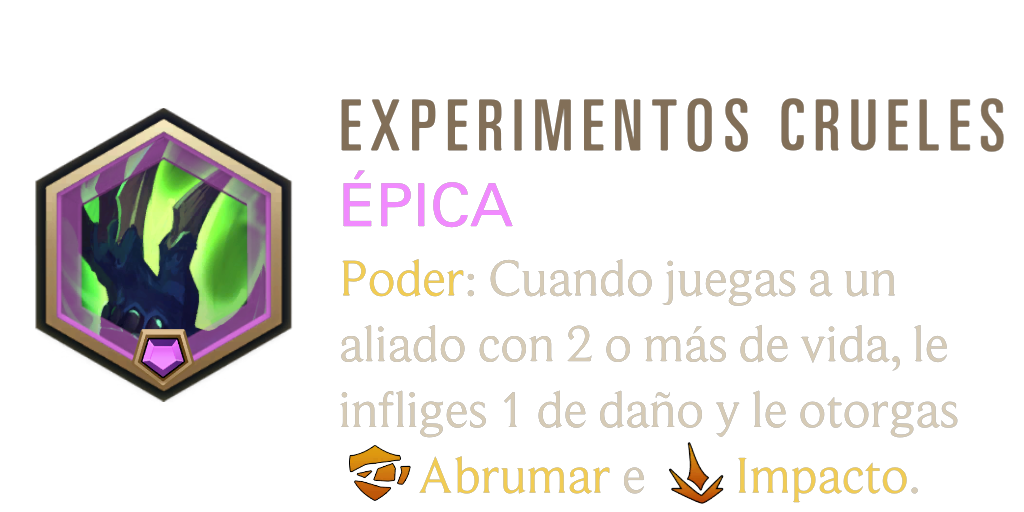 EXPERIMENTOS CRUELES
ÉPICA
Poder: Cuando juegas a un
aliado con 2 o más de vida, le
infliges 1 de daño y le otorgas
Abrumar e Impacto.